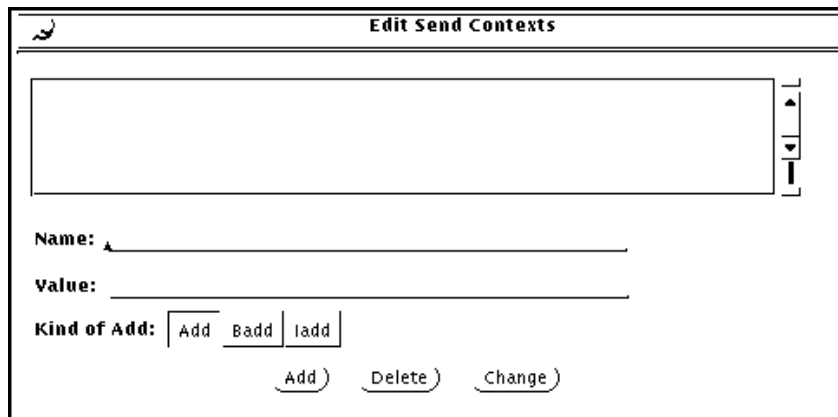 Edit Send Contexts
Name:
Value:
Kind of Add: Add Badd Iadd
Add Delete Change